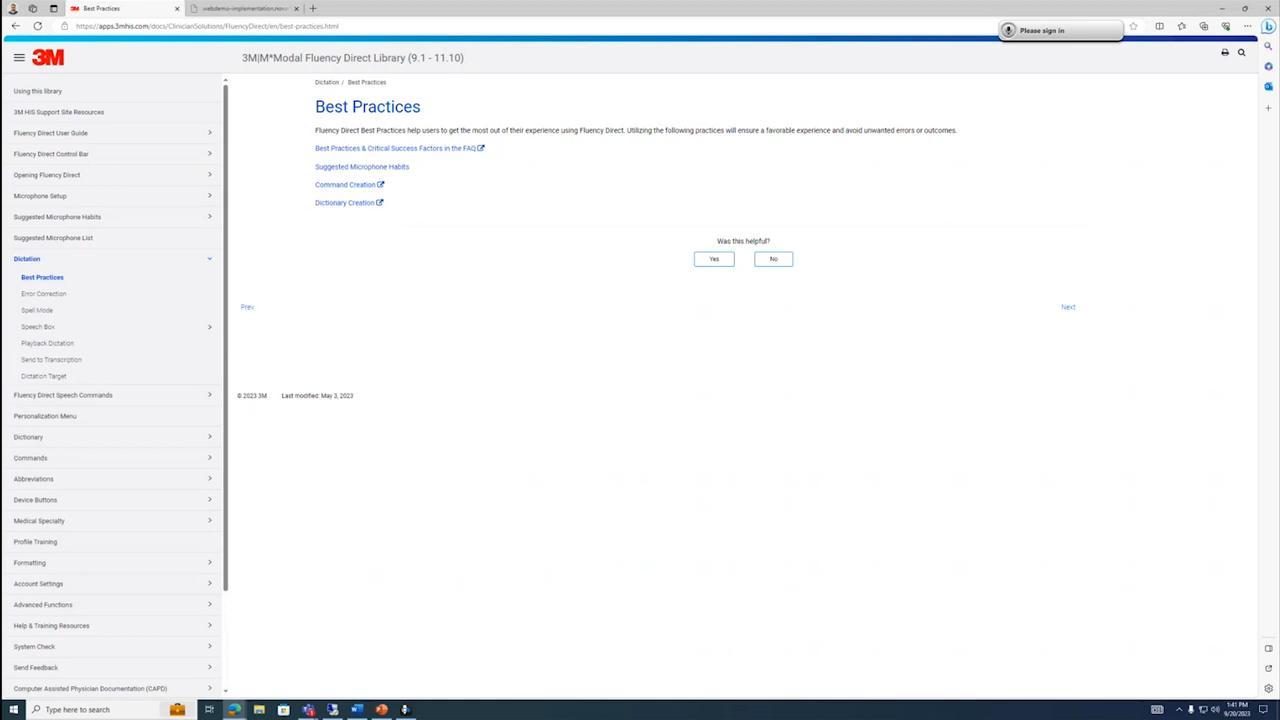 Best Practices
webdemo-implementation.now
https://apps.3mhis.com/docs/ClinicianSolutions/FluencyDirect/en/best-practices.html
Please sign in
3M
3M|M*Modal Fluency Direct Library (9.1 - 11.10)
Using this library
3M HIS Support Site Resources
Fluency Direct User Guide
Fluency Direct Control Bar
Opening Fluency Direct
Microphone Setup
Suggested Microphone Habits
Suggested Microphone List
Dictation
Best Practices
Error Correction
Spell Mode
Speech Box
Playback Dictation
Send to Transcription
Dictation Target
Fluency Direct Speech Commands
Personalization Menu
Dictionary
Commands
Abbreviations
Device Buttons
Medical Specialty
Profile Training
Formatting
Account Settings
Advanced Functions
Help & Training Resources
System Check
Send Feedback
Computer Assisted Physician Documentation (CAPD)
Dictation / Best Practices
Best Practices
Fluency Direct Best Practices help users to get the most out of their experience using Fluency Direct. Utilizing the following practices will ensure a favorable experience and avoid unwanted errors or outcomes.
Best Practices & Critical Success Factors in the FAQ
Suggested Microphone Habits
Command Creation
Dictionary Creation
Was this helpful?
Yes No
Prev Next
© 2023 3M Last modified: May 3, 2023
Type here to search
1:41 PM
9/20/2023